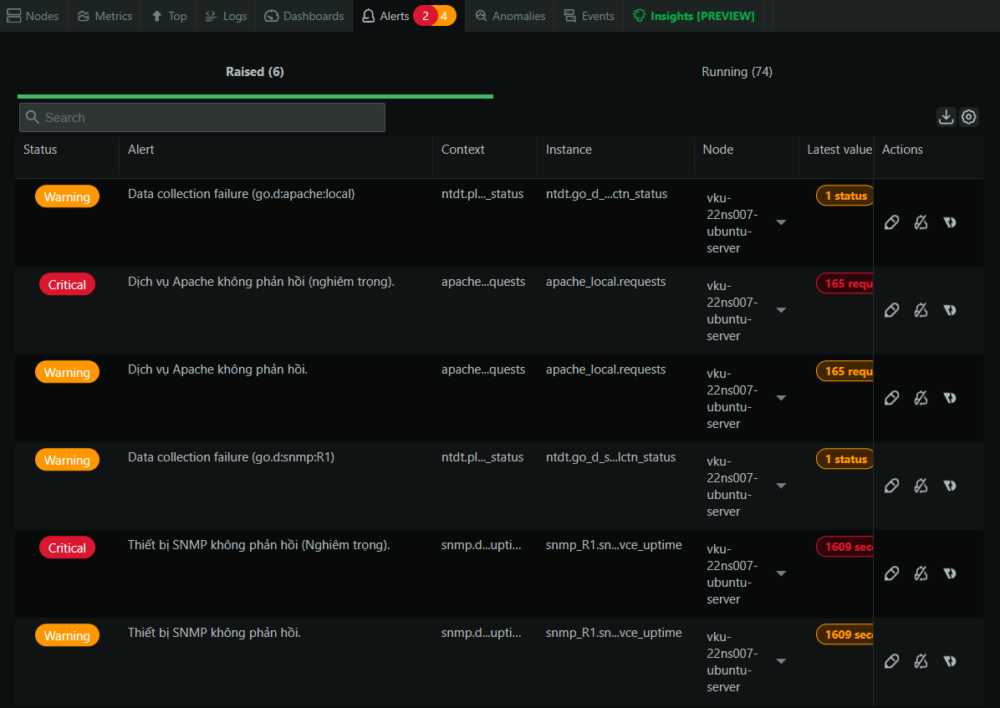 Nodes Metrics Top Logs Dashboards Alerts 2 4 Anomalies Events Insights [PREVIEW]
Raised (6) Running (74)
Search
Status Alert Context Instance Node Latest value Actions
Warning Data collection failure (go.d:apache:local) ntdt.pl..._status ntdt.go_d_...ctn_status 1 status
vku-
22ns007-
ubuntu-
server
Critical Dịch vụ Apache không phản hồi (nghiêm trọng). apache...quests apache_local.requests 165 requ
vku-
22ns007-
ubuntu-
server
Warning Dịch vụ Apache không phản hồi. apache...quests apache_local.requests 165 requ
vku-
22ns007-
ubuntu-
server
Warning Data collection failure (go.d:snmp:R1) ntdt.pl..._status ntdt.go_d_s...lctn_status 1 status
vku-
22ns007-
ubuntu-
server
Critical Thiết bị SNMP không phản hồi (Nghiêm trọng). snmp.d...upti... snmp_R1.sn...vce_uptime 1609 sec
vku-
22ns007-
ubuntu-
server
Warning Thiết bị SNMP không phản hồi. snmp.d...upti... snmp_R1.sn...vce_uptime 1609 sec
vku-
22ns007-
ubuntu-
server